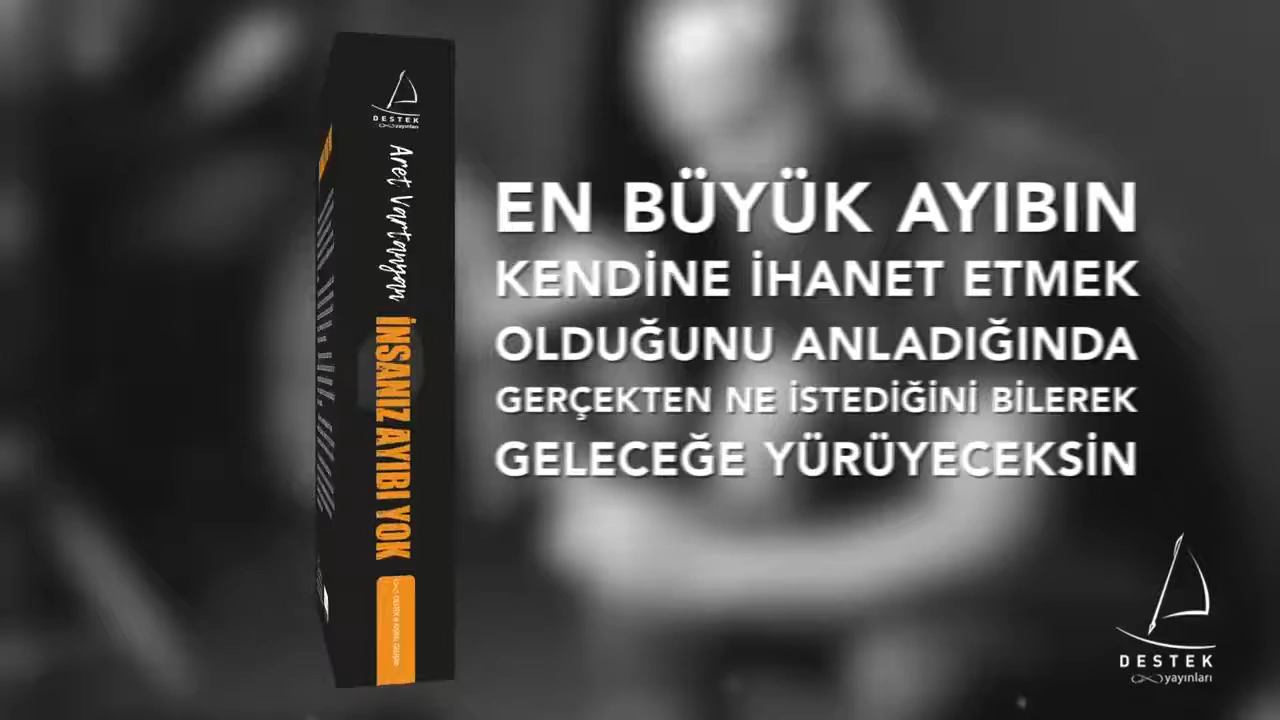 DESTEK
yayınları
Aret Vartanyan
İNSANIZ AYIBI YOK
EN BÜYÜK AYIBIN
KENDİNE İHANET ETMEK
OLDUĞUNU ANLADIĞINDA
GERÇEKTEN NE İSTEDİĞİNİ BİLEREK
GELECEĞE YÜRÜYECEKSİN
DESTEK
yayınları